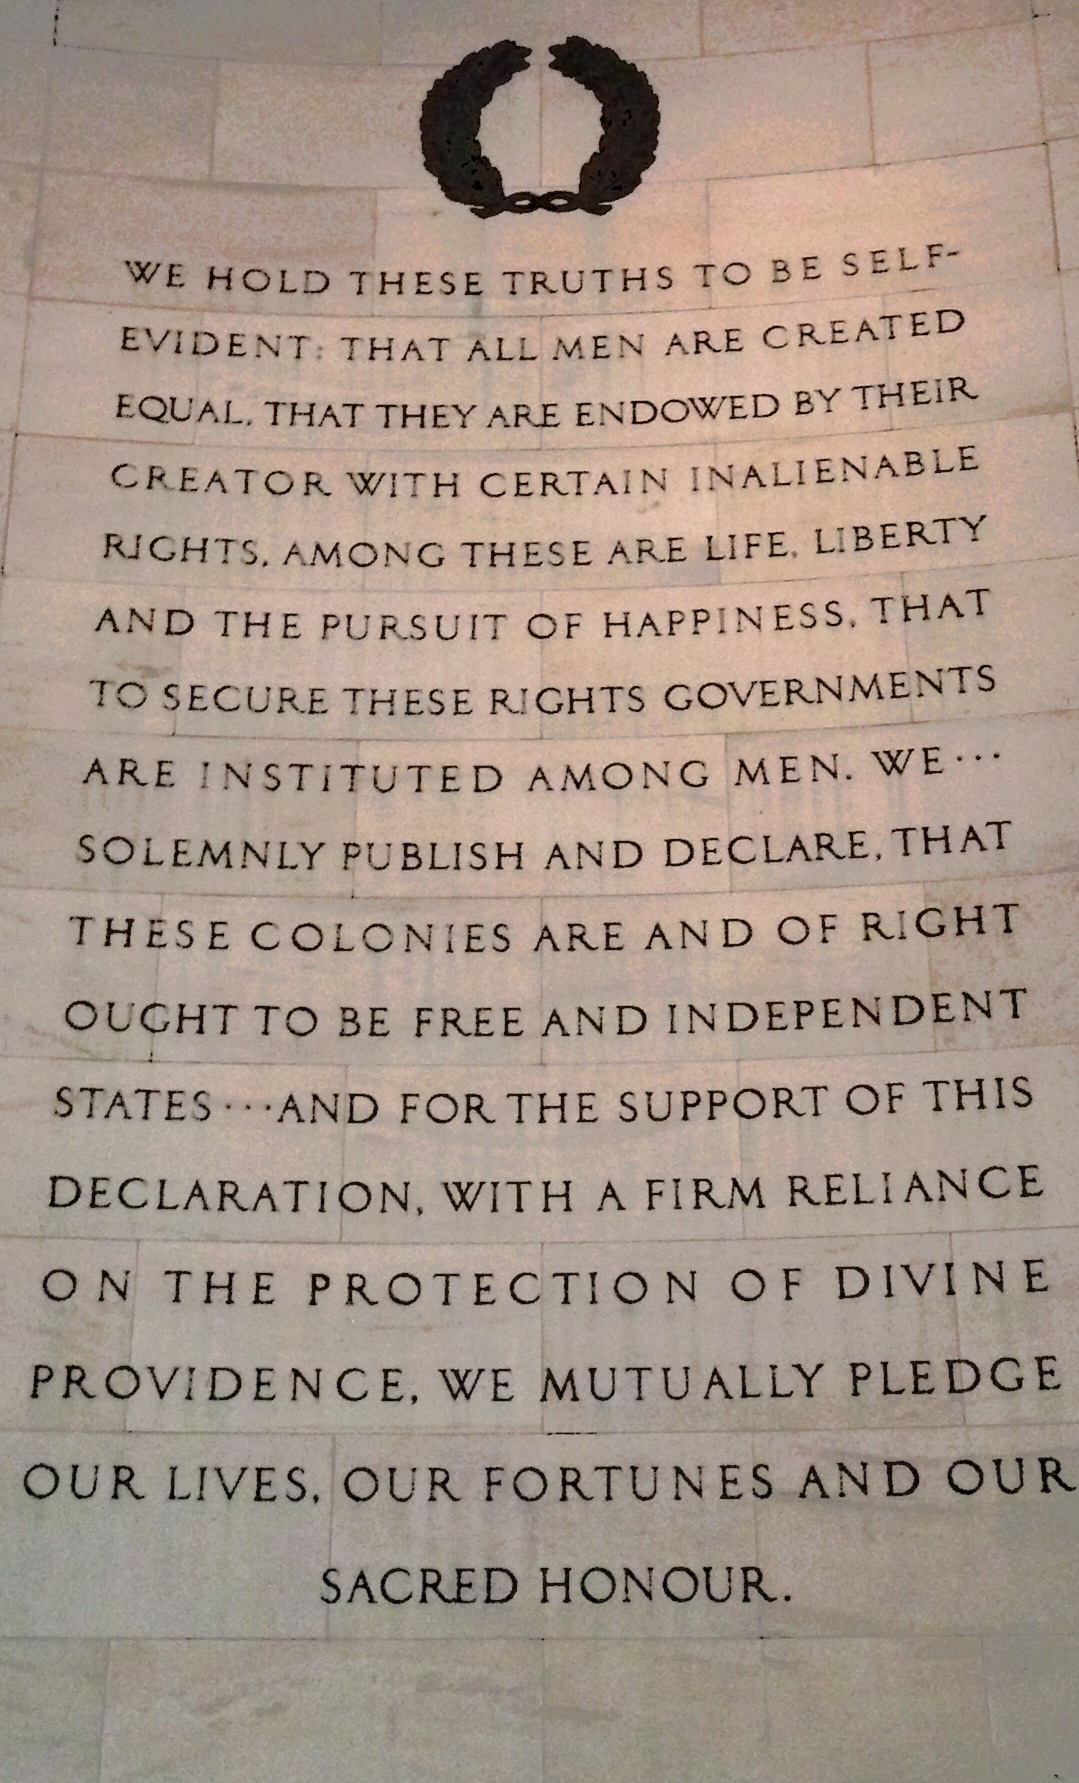 WE HOLD THESE TRUTHS TO BE SELF-
EVIDENT: THAT ALL MEN ARE CREATED
EQUAL, THAT THEY ARE ENDOWED BY THEIR
CREATOR WITH CERTAIN INALIENABLE
RIGHTS, AMONG THESE ARE LIFE, LIBERTY
AND THE PURSUIT OF HAPPINESS, THAT
TO SECURE THESE RIGHTS GOVERNMENTS
ARE INSTITUTED AMONG MEN. WE···
SOLEMNLY PUBLISH AND DECLARE, THAT
THESE COLONIES ARE AND OF RIGHT
OUGHT TO BE FREE AND INDEPENDENT
STATES···AND FOR THE SUPPORT OF THIS
DECLARATION, WITH A FIRM RELIANCE
ON THE PROTECTION OF DIVINE
PROVIDENCE, WE MUTUALLY PLEDGE
OUR LIVES, OUR FORTUNES AND OUR
SACRED HONOUR.